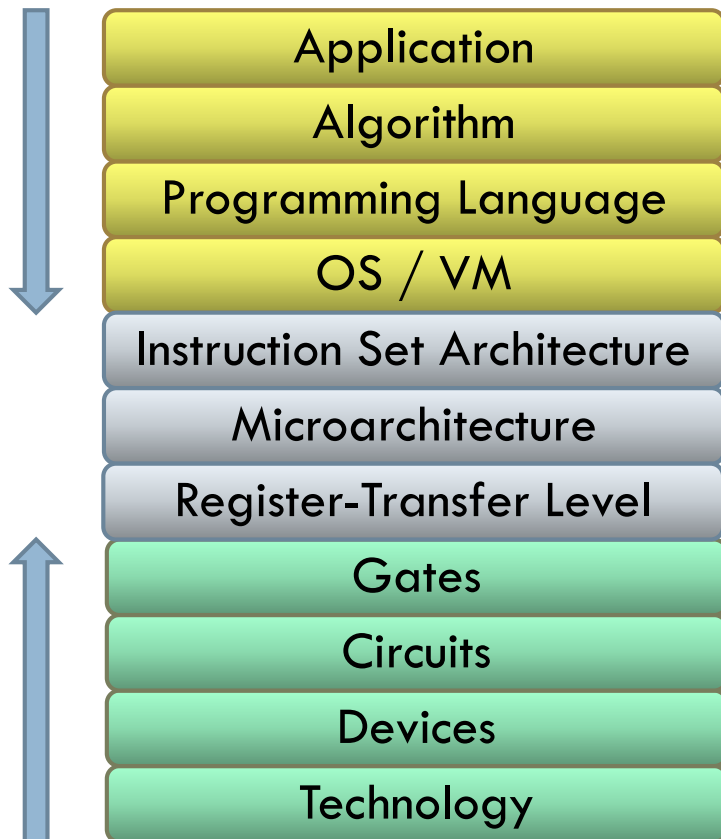 Application
Algorithm
Programming Language
OS / VM
Instruction Set Architecture
Microarchitecture
Register-Transfer Level
Gates
Circuits
Devices
Technology